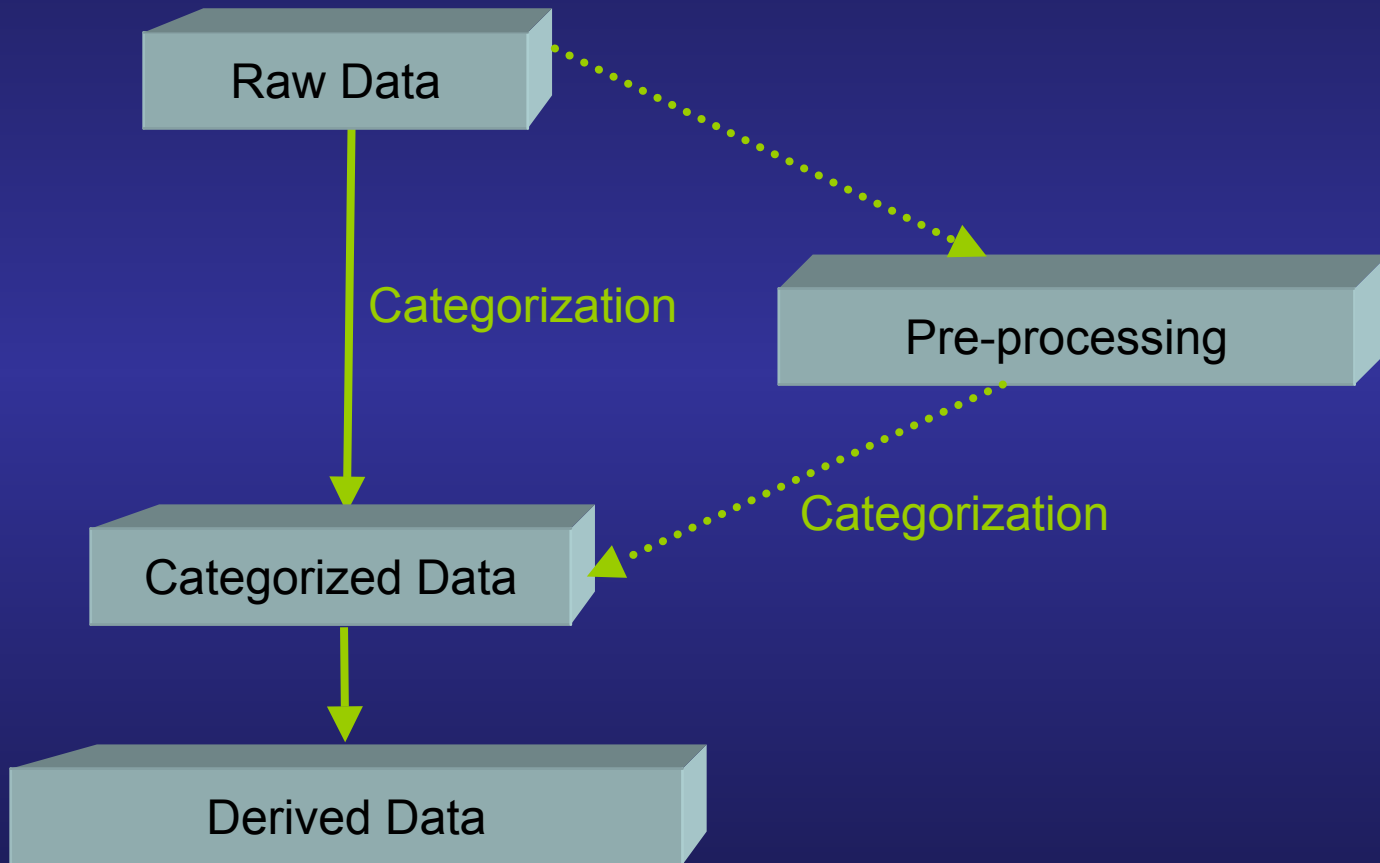 Raw Data
Categorization
Pre-processing
Categorization
Categorized Data
Derived Data